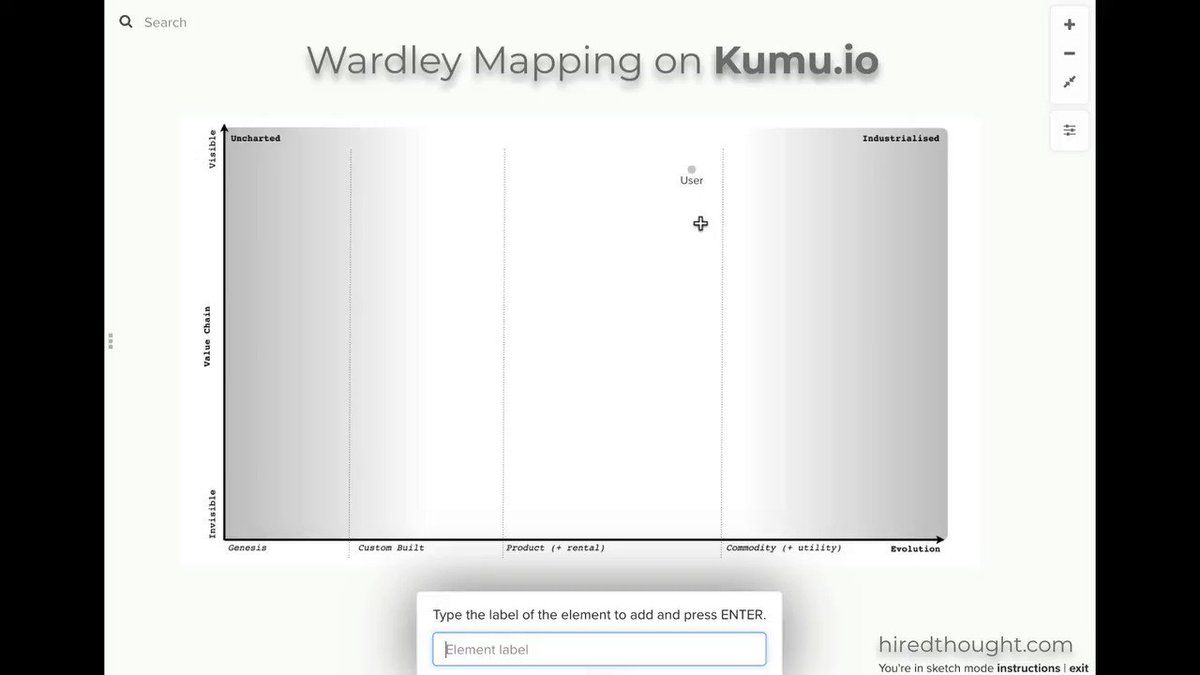 Search
Wardley Mapping on Kumu.io
Uncharted
Industrialised
Visible
User
Value Chain
Invisible
Genesis
Custom Built
Product (+ rental)
Commodity (+ utility)
Evolution
Type the label of the element to add and press ENTER.
Element label
hiredthought.com
You're in sketch mode instructions | exit